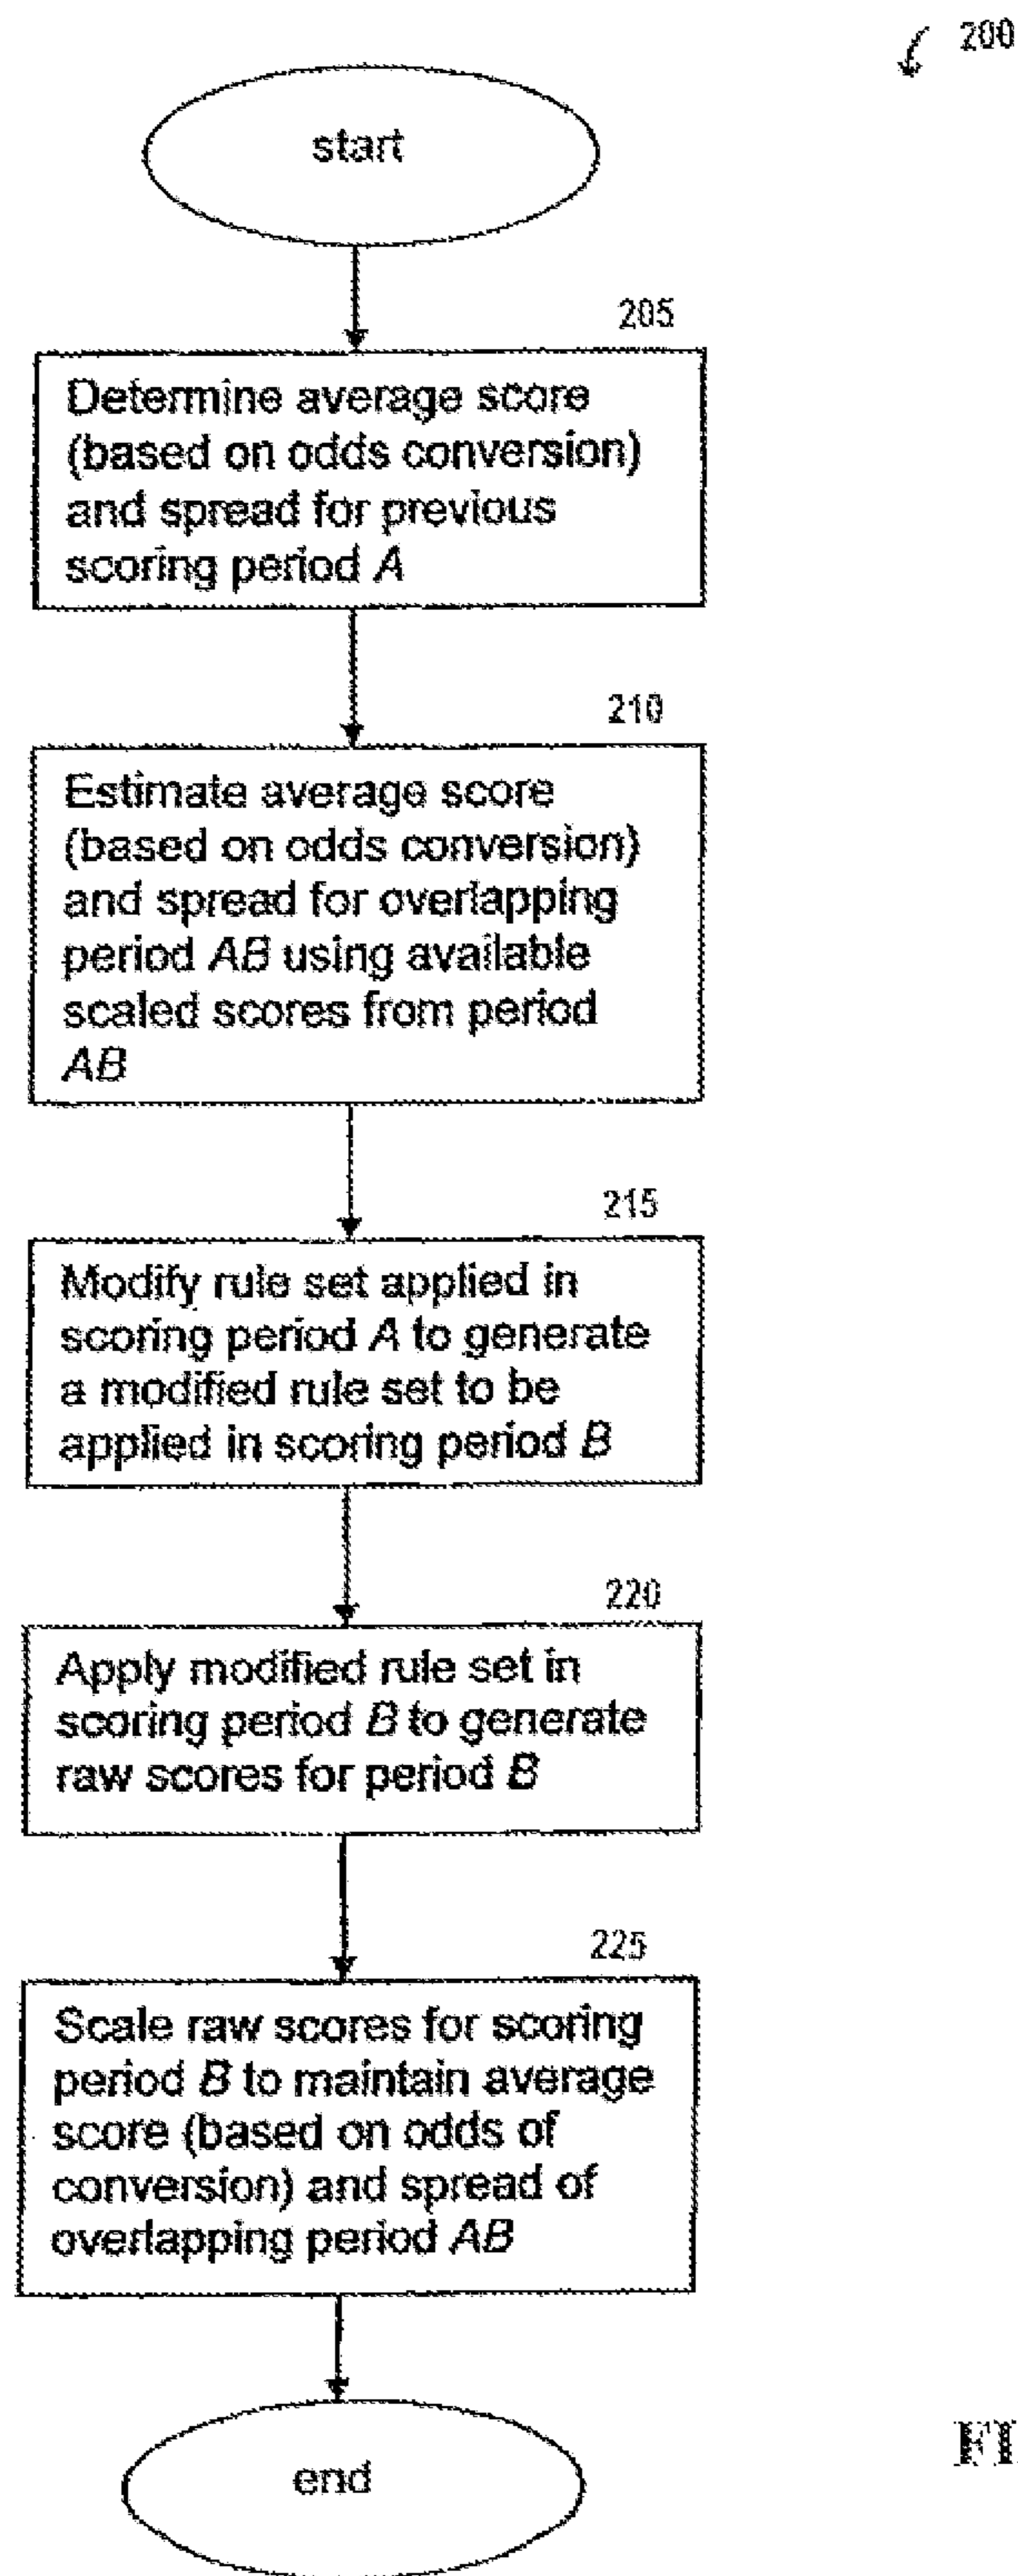 200
start
205
Determine average score
(based on odds conversion)
and spread for previous
scoring period A
210
Estimate average score
(based on odds conversion)
and spread for overlapping
period AB using available
scaled scores from period
AB
215
Modify rule set applied in
scoring period A to generate
a modified rule set to be
applied in scoring period B
220
Apply modified rule set in
scoring period B to generate
raw scores for period B
225
Scale raw scores for scoring
period B to maintain average
score (based on odds of
conversion) and spread of
overlapping period AB
end